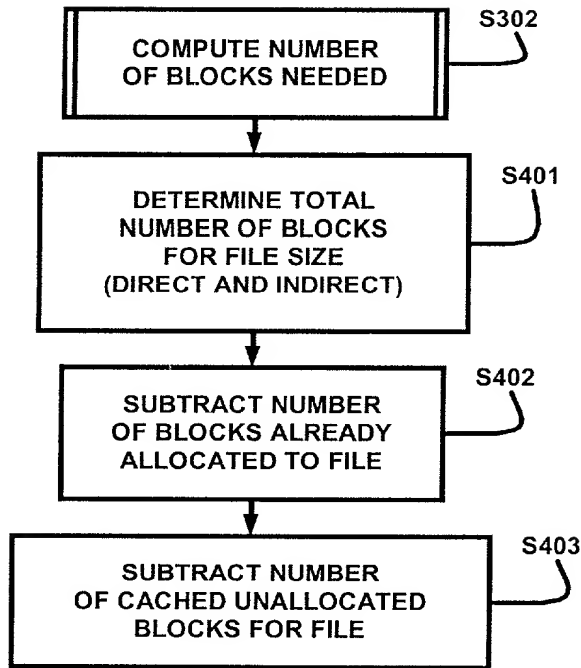 S302
COMPUTE NUMBER
OF BLOCKS NEEDED
S401
DETERMINE TOTAL
NUMBER OF BLOCKS
FOR FILE SIZE
(DIRECT AND INDIRECT)
S402
SUBTRACT NUMBER
OF BLOCKS ALREADY
ALLOCATED TO FILE
S403
SUBTRACT NUMBER
OF CACHED UNALLOCATED
BLOCKS FOR FILE